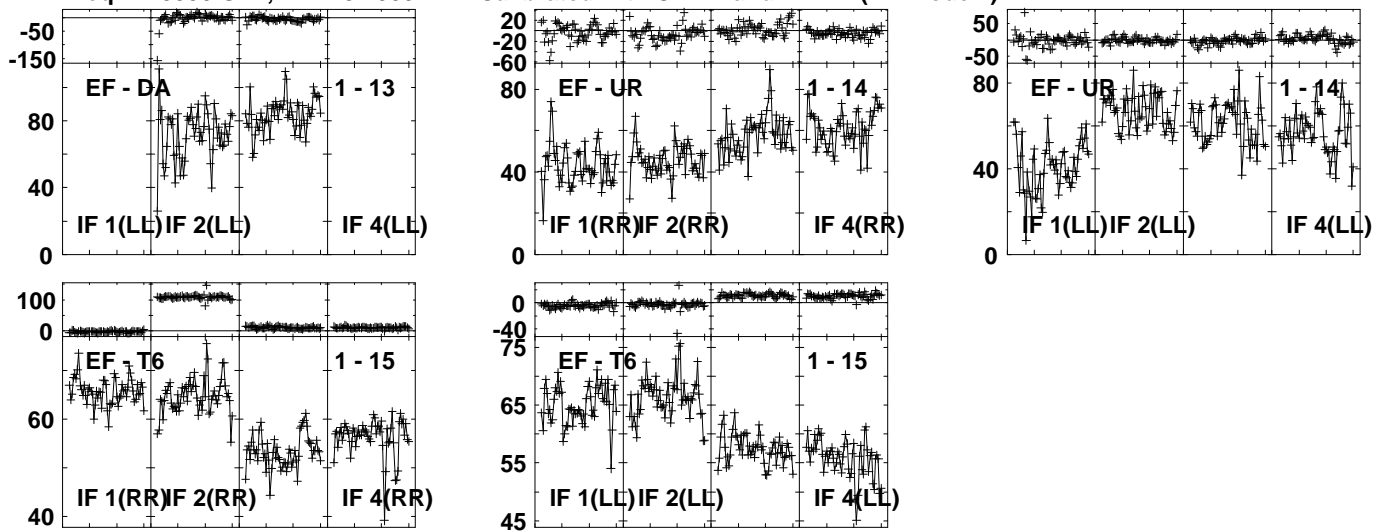 -50
-150
EF - DA
1 - 13
80
40
0
IF 1(LL)
IF 2(LL)
IF 4(LL)
20
-20
-60
80
EF - UR
1 - 14
40
0
IF 1(RR)
IF 2(RR)
IF 4(RR)
50
-50
80
EF - UR
1 - 14
40
0
IF 1(LL)
IF 2(LL)
IF 4(LL)
100
0
EF - T6
1 - 15
60
40
IF 1(RR)
IF 2(RR)
IF 4(RR)
0
-40
75
EF - T6
1 - 15
65
55
45
IF 1(LL)
IF 2(LL)
IF 4(LL)